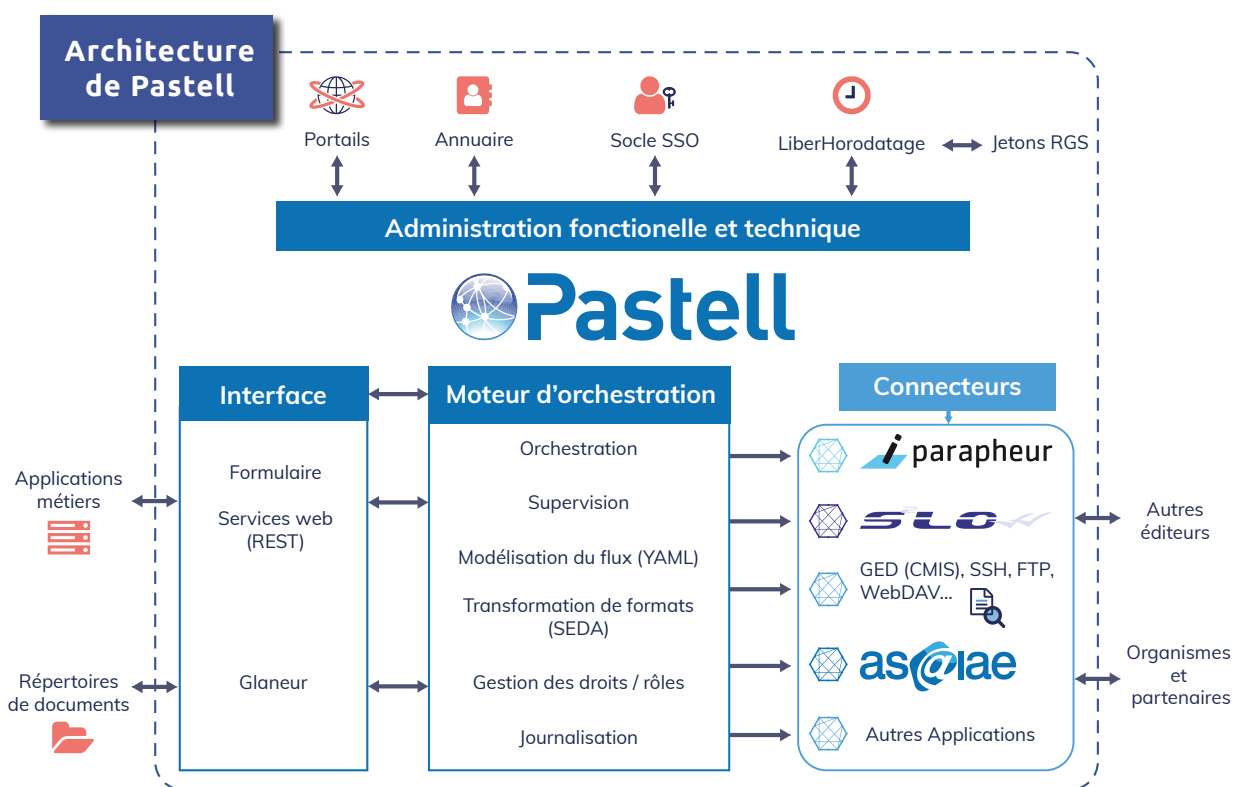 Architecture
de Pastell
Portails
Annuaire
Socle SSO
LiberHorodatage
Jetons RGS
Administration fonctionelle et technique
Pastell
Interface
Formulaire
Services web
(REST)
Glaneur
Moteur d'orchestration
Orchestration
Supervision
Modélisation du flux (YAML)
Transformation de formats
(SEDA)
Gestion des droits / rôles
Journalisation
Connecteurs
i parapheur
S²LOW
GED (CMIS), SSH, FTP,
WebDAV...
as@lae
Autres Applications
Applications
métiers
Répertoires
de documents
Autres
éditeurs
Organismes
et
partenaires